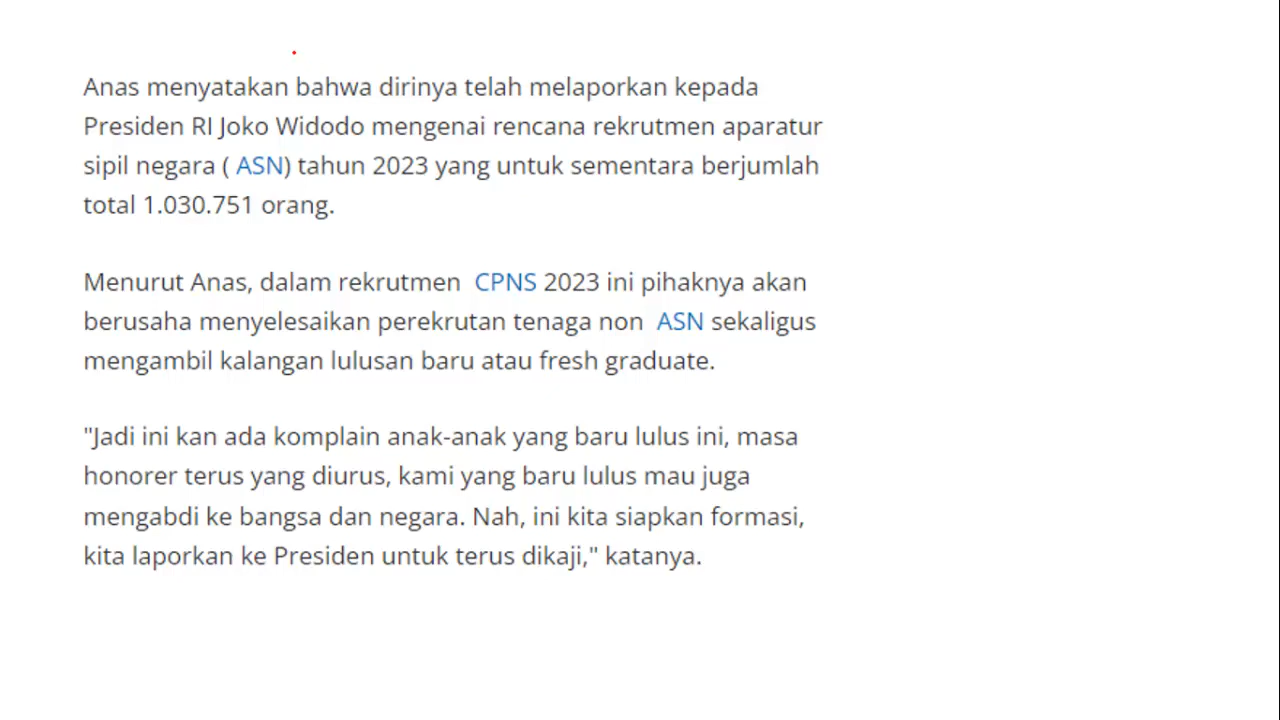 Anas menyatakan bahwa dirinya telah melaporkan kepada
Presiden RI Joko Widodo mengenai rencana rekrutmen aparatur
sipil negara ( ASN) tahun 2023 yang untuk sementara berjumlah
total 1.030.751 orang.
Menurut Anas, dalam rekrutmen  CPNS 2023 ini pihaknya akan
berusaha menyelesaikan perekrutan tenaga non  ASN sekaligus
mengambil kalangan lulusan baru atau fresh graduate.
"Jadi ini kan ada komplain anak-anak yang baru lulus ini, masa
honorer terus yang diurus, kami yang baru lulus mau juga
mengabdi ke bangsa dan negara. Nah, ini kita siapkan formasi,
kita laporkan ke Presiden untuk terus dikaji," katanya.